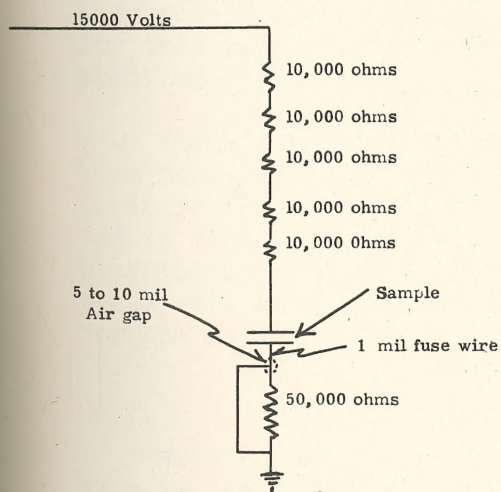 15000 Volts
10,000 ohms
10,000 ohms
10,000 ohms
10,000 ohms
10,000 0hms
5 to 10 mil
Air gap
Sample
1 mil fuse wire
50,000 ohms